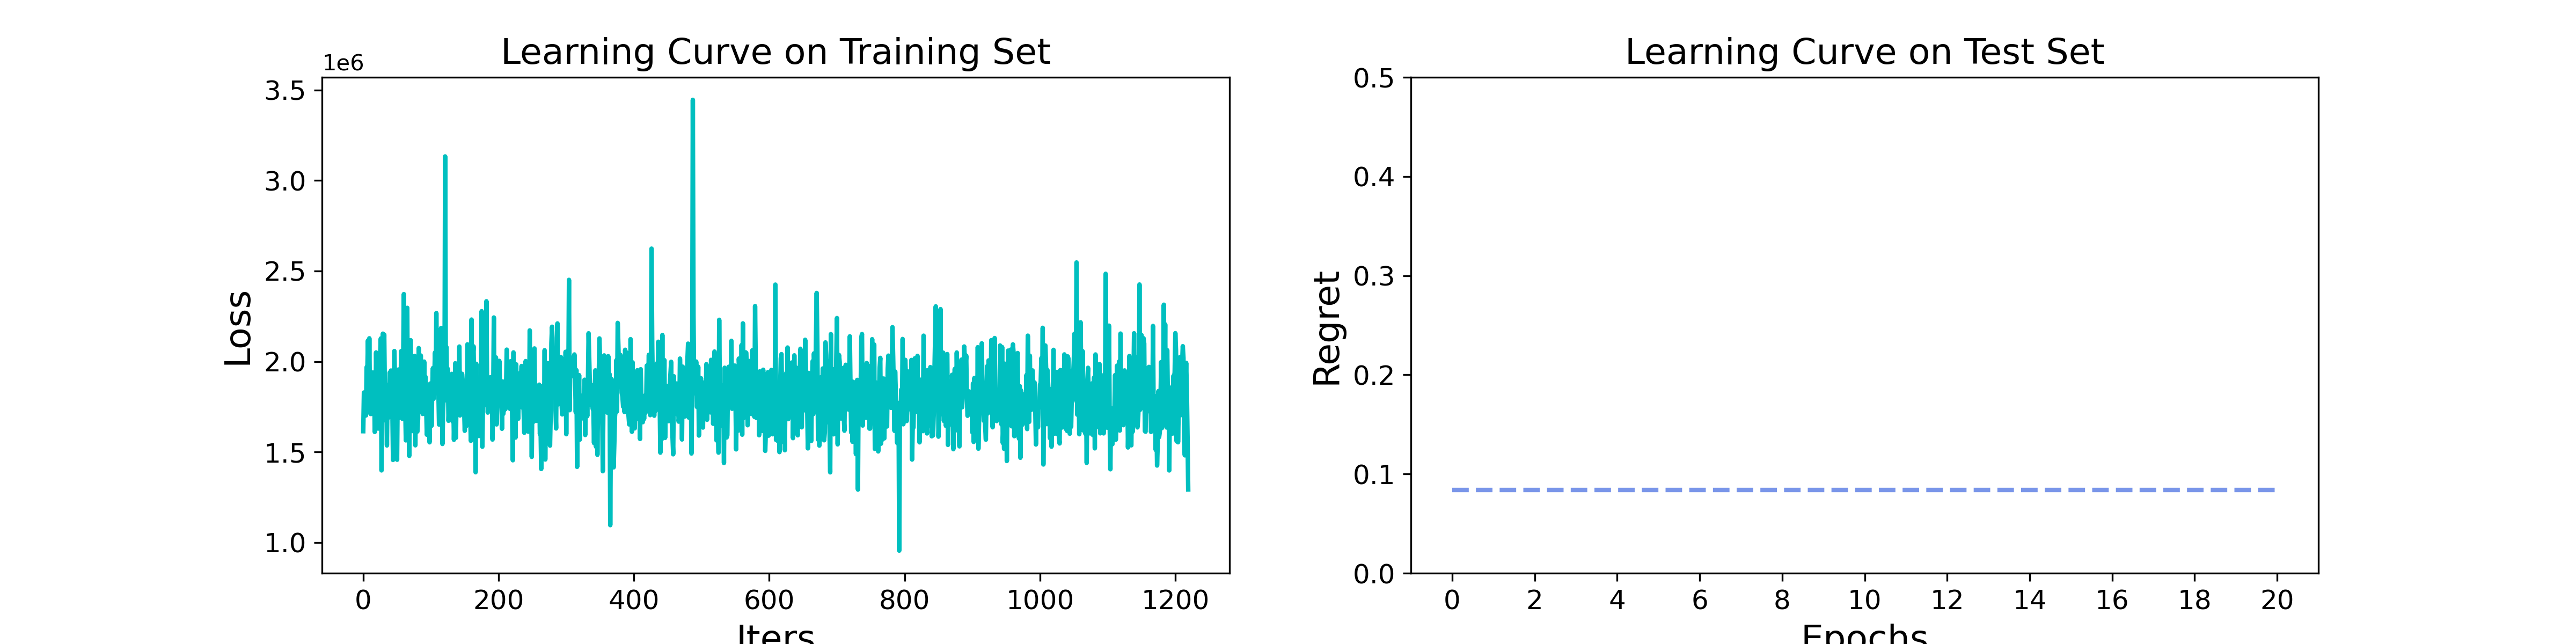 Learning Curve on Training Set
1e6
3.5
3.0
2.5
2.0
1.5
1.0
Loss
0 200 400 600 800 1000 1200
Iters
Learning Curve on Test Set
0.5
0.4
0.3
0.2
0.1
0.0
Regret
0 2 4 6 8 10 12 14 16 18 20
Epochs